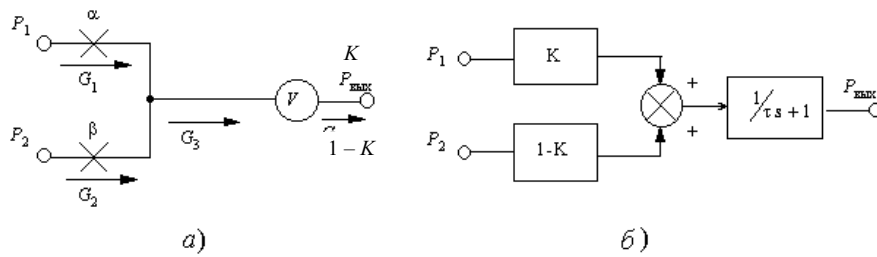 P₁ α
G₁
P₂ β
G₂
G₃
V
K
Pвых
G
1 − K
а)
P₁
K
P₂
1-K
+
+
1/τs+1
Pвых
б)